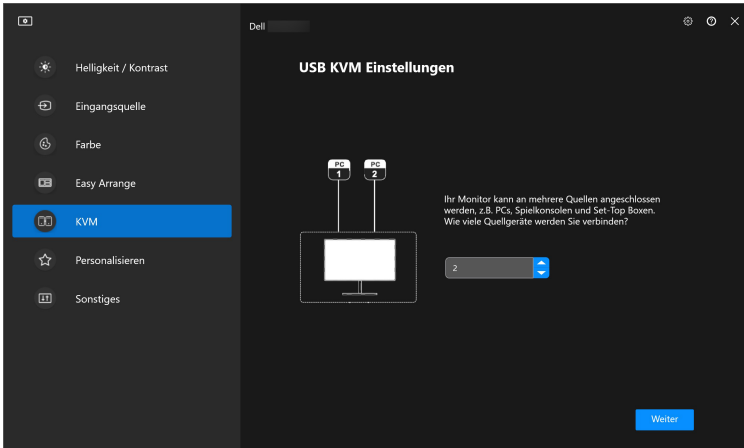 Dell
Helligkeit / Kontrast
Eingangsquelle
Farbe
Easy Arrange
KVM
Personalisieren
Sonstiges
USB KVM Einstellungen
PC
1
PC
2
Ihr Monitor kann an mehrere Quellen angeschlossen
werden, z.B. PCs, Spielkonsolen und Set-Top Boxen.
Wie viele Quellgeräte werden Sie verbinden?
2
Weiter